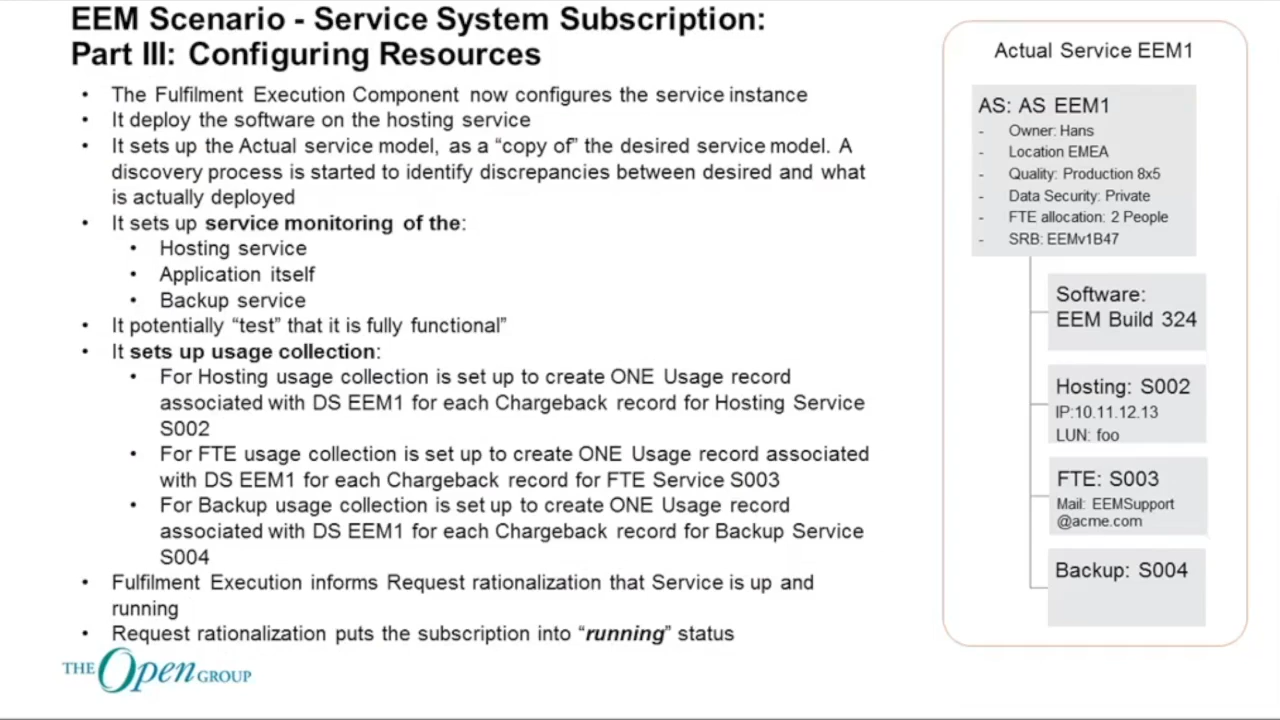 EEM Scenario - Service System Subscription:
Part III: Configuring Resources
• The Fulfilment Execution Component now configures the service instance
• It deploy the software on the hosting service
• It sets up the Actual service model, as a “copy of” the desired service model. A
discovery process is started to identify discrepancies between desired and what
is actually deployed
• It sets up service monitoring of the:
• Hosting service
• Application itself
• Backup service
• It potentially “test” that it is fully functional”
• It sets up usage collection:
• For Hosting usage collection is set up to create ONE Usage record
associated with DS EEM1 for each Chargeback record for Hosting Service
S002
• For FTE usage collection is set up to create ONE Usage record associated
with DS EEM1 for each Chargeback record for FTE Service S003
• For Backup usage collection is set up to create ONE Usage record
associated with DS EEM1 for each Chargeback record for Backup Service
S004
• Fulfilment Execution informs Request rationalization that Service is up and
running
• Request rationalization puts the subscription into “running” status
THE Open GROUP
Actual Service EEM1
AS: AS EEM1
- Owner: Hans
- Location EMEA
- Quality: Production 8x5
- Data Security: Private
- FTE allocation: 2 People
- SRB: EEMv1B47
Software:
EEM Build 324
Hosting: S002
IP:10.11.12.13
LUN: foo
FTE: S003
Mail: EEMSupport
@acme.com
Backup: S004